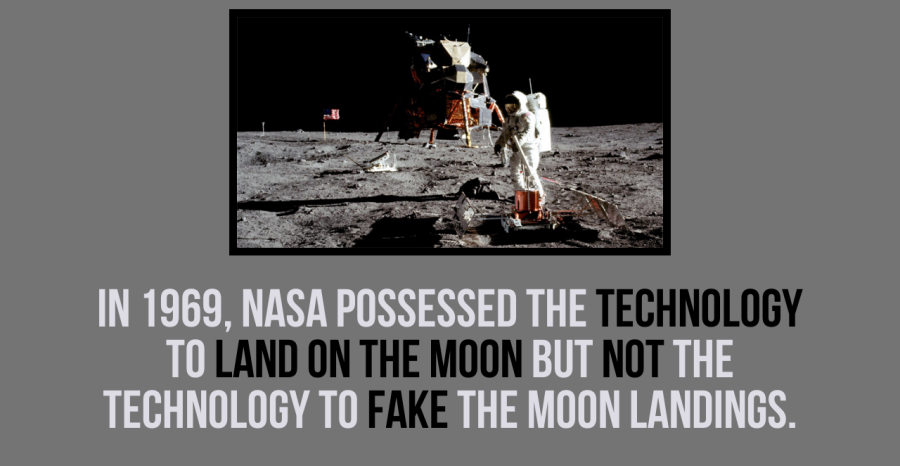 IN 1969, NASA POSSESSED THE TECHNOLOGY
TO LAND ON THE MOON BUT NOT THE
TECHNOLOGY TO FAKE THE MOON LANDINGS.